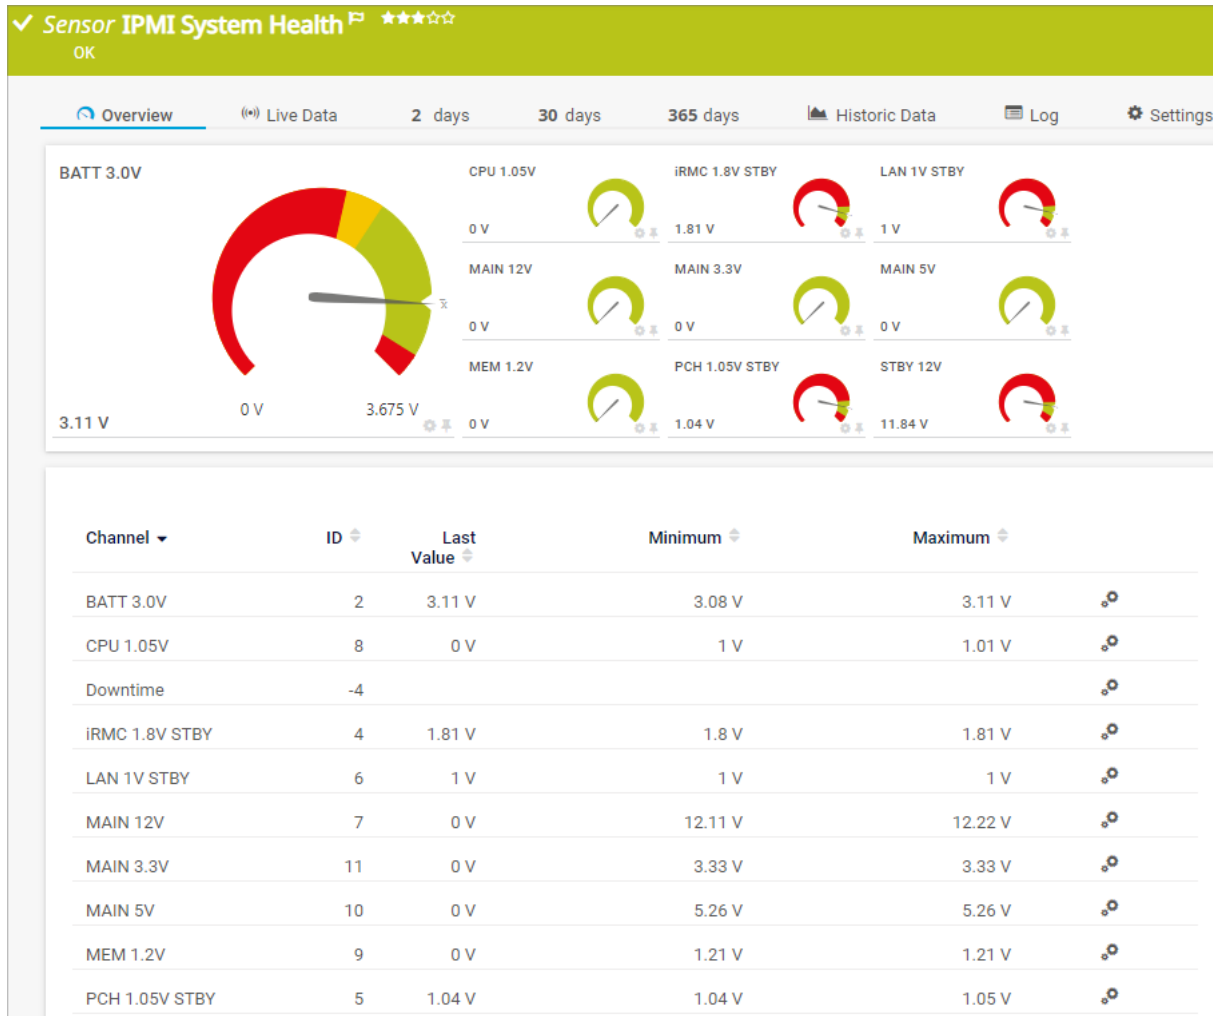 Sensor IPMI System Health
OK
Overview Live Data 2 days 30 days 365 days Historic Data Log Settings
BATT 3.0V
0 V 3.675 V
3.11 V
CPU 1.05V
0 V
iRMC 1.8V STBY
1.81 V
LAN 1V STBY
1 V
MAIN 12V
0 V
MAIN 3.3V
0 V
MAIN 5V
0 V
MEM 1.2V
0 V
PCH 1.05V STBY
1.04 V
STBY 12V
11.84 V
Channel ID Last Value Minimum Maximum
BATT 3.0V 2 3.11 V 3.08 V 3.11 V
CPU 1.05V 8 0 V 1 V 1.01 V
Downtime -4
iRMC 1.8V STBY 4 1.81 V 1.8 V 1.81 V
LAN 1V STBY 6 1 V 1 V 1 V
MAIN 12V 7 0 V 12.11 V 12.22 V
MAIN 3.3V 11 0 V 3.33 V 3.33 V
MAIN 5V 10 0 V 5.26 V 5.26 V
MEM 1.2V 9 0 V 1.21 V 1.21 V
PCH 1.05V STBY 5 1.04 V 1.04 V 1.05 V